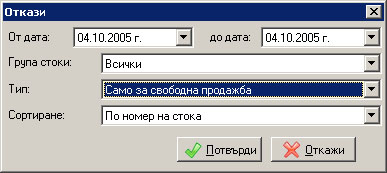 Откази
От дата: 04.10.2005 г. до дата: 04.10.2005 г.
Група стоки: Всички
Тип: Само за свободна продажба
Сортиране: По номер на стока
Потвърди Откажи